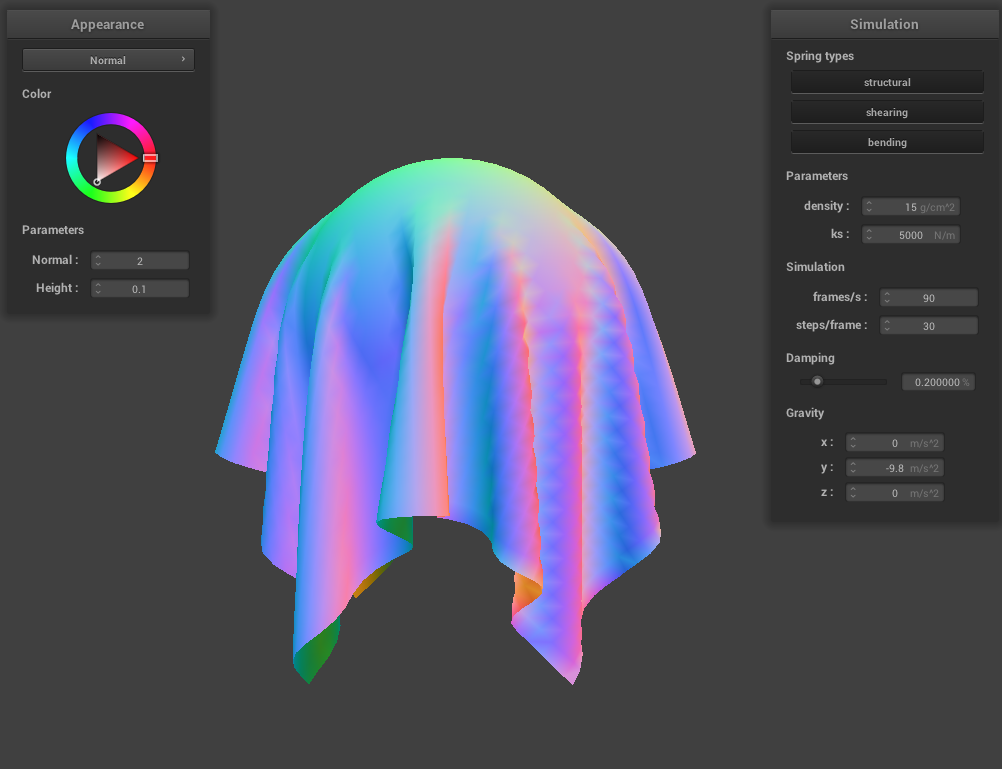 Appearance
Normal
Color
Parameters
Normal : 2
Height : 0.1
Simulation
Spring types
structural
shearing
bending
Parameters
density : 15 g/cm^2
ks : 5000 N/m
Simulation
frames/s : 90
steps/frame : 30
Damping
0.200000 %
Gravity
x : 0 m/s^2
y : -9.8 m/s^2
z : 0 m/s^2